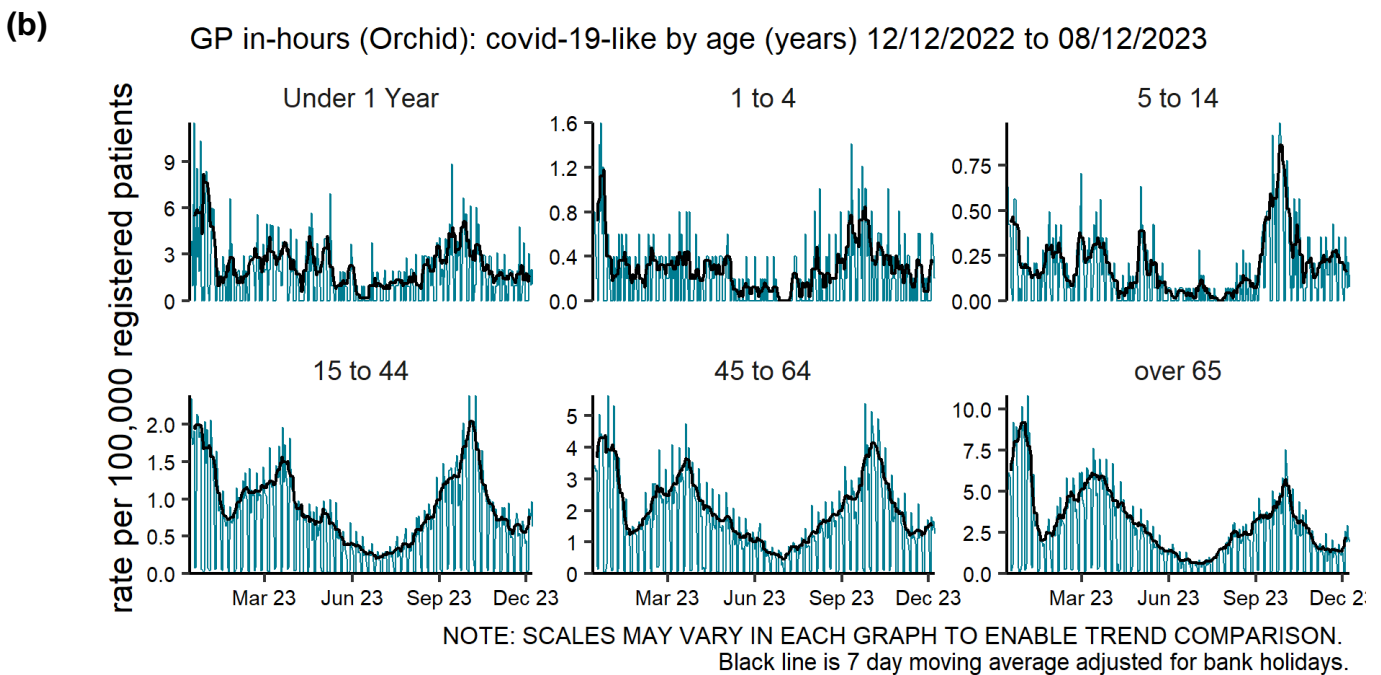 (b)
GP in-hours (Orchid): covid-19-like by age (years) 12/12/2022 to 08/12/2023
rate per 100,000 registered patients
Under 1 Year
9
6
3
0
1 to 4
1.6
1.2
0.8
0.4
0.0
5 to 14
0.75
0.50
0.25
0.00
15 to 44
2.0
1.5
1.0
0.5
0.0
Mar 23 Jun 23 Sep 23 Dec 23
45 to 64
5
4
3
2
1
0
Mar 23 Jun 23 Sep 23 Dec 23
over 65
10.0
7.5
5.0
2.5
0.0
Mar 23 Jun 23 Sep 23 Dec 2
NOTE: SCALES MAY VARY IN EACH GRAPH TO ENABLE TREND COMPARISON.
Black line is 7 day moving average adjusted for bank holidays.